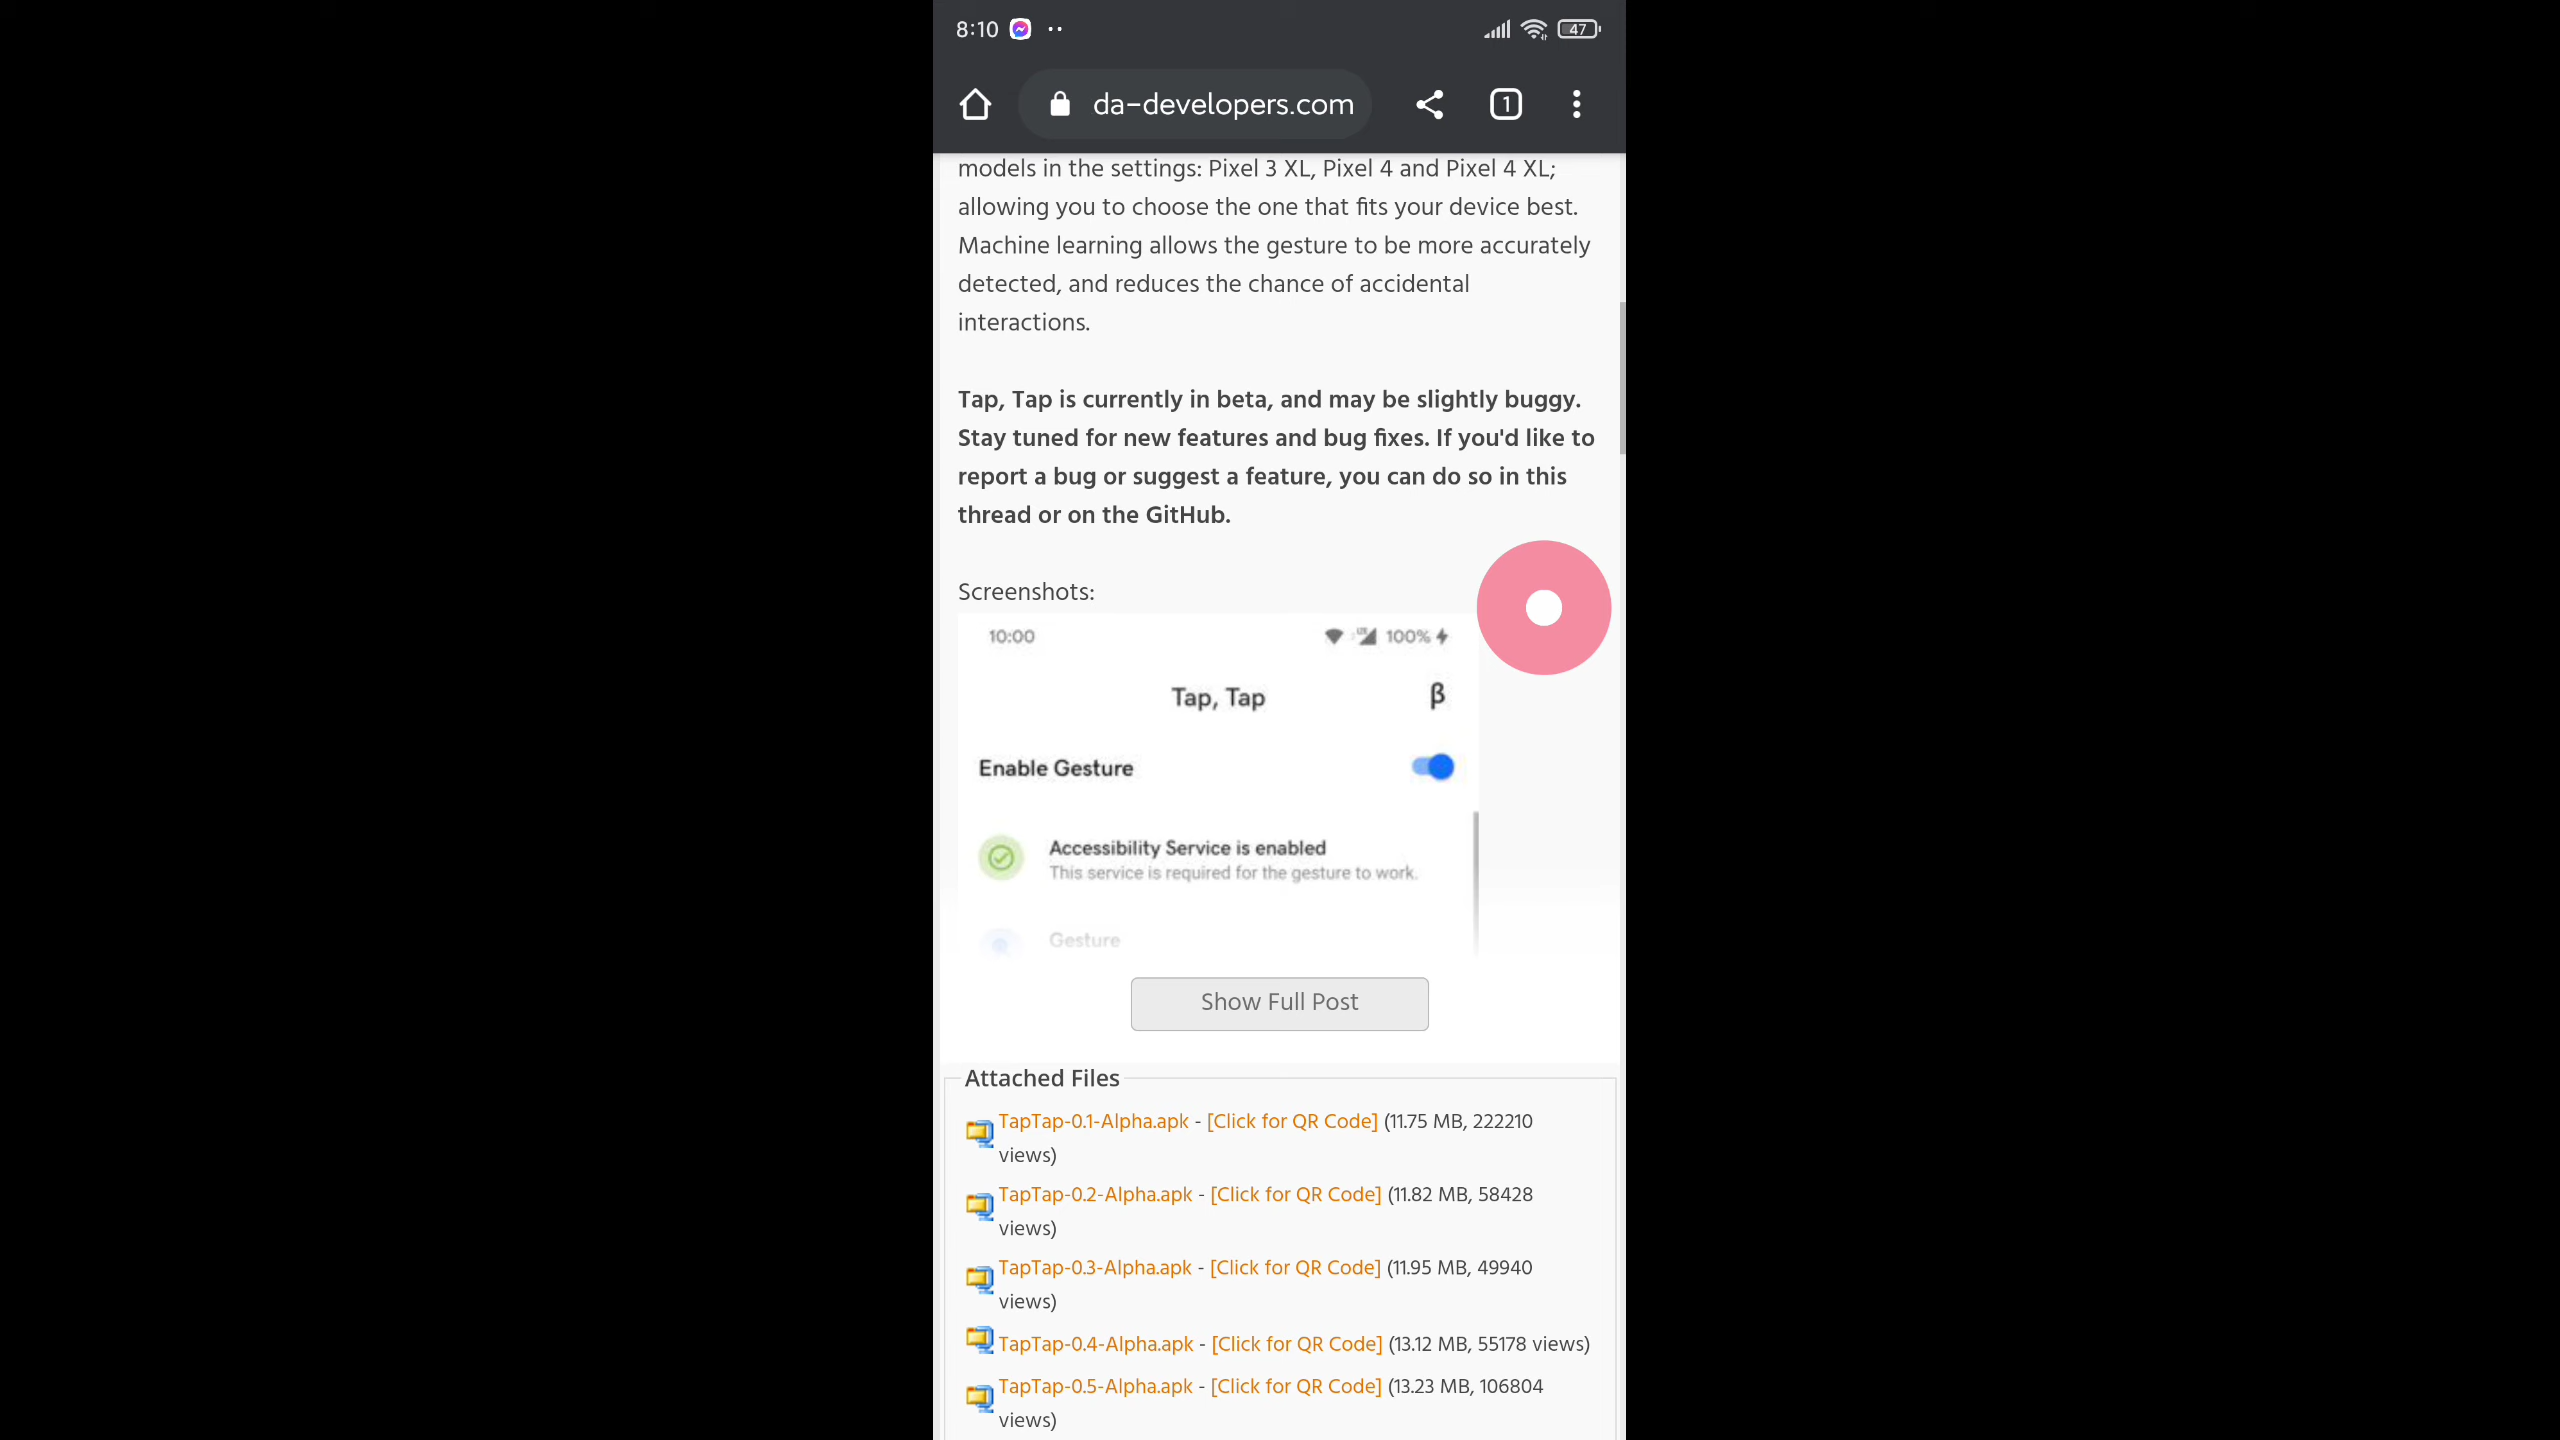 8:10
47
da-developers.com
1
models in the settings: Pixel 3 XL, Pixel 4 and Pixel 4 XL;
allowing you to choose the one that fits your device best.
Machine learning allows the gesture to be more accurately
detected, and reduces the chance of accidental
interactions.
Tap, Tap is currently in beta, and may be slightly buggy.
Stay tuned for new features and bug fixes. If you'd like to
report a bug or suggest a feature, you can do so in this
thread or on the GitHub.
Screenshots:
10:00 LTE 100%
Tap, Tap β
Enable Gesture
Accessibility Service is enabled
This service is required for the gesture to work.
Gesture
Show Full Post
Attached Files
TapTap-0.1-Alpha.apk - [Click for QR Code] (11.75 MB, 222210
views)
TapTap-0.2-Alpha.apk - [Click for QR Code] (11.82 MB, 58428
views)
TapTap-0.3-Alpha.apk - [Click for QR Code] (11.95 MB, 49940
views)
TapTap-0.4-Alpha.apk - [Click for QR Code] (13.12 MB, 55178 views)
TapTap-0.5-Alpha.apk - [Click for QR Code] (13.23 MB, 106804
views)